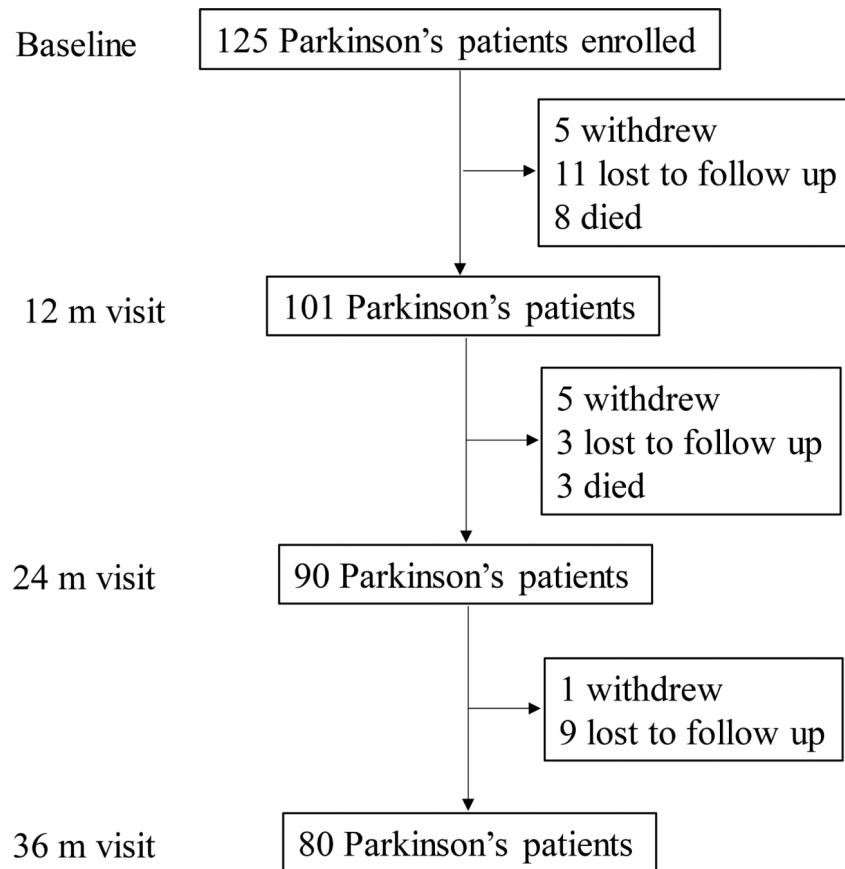 Baseline
125 Parkinson’s patients enrolled
5 withdrew
11 lost to follow up
8 died
12 m visit
101 Parkinson’s patients
5 withdrew
3 lost to follow up
3 died
24 m visit
90 Parkinson’s patients
1 withdrew
9 lost to follow up
36 m visit
80 Parkinson’s patients